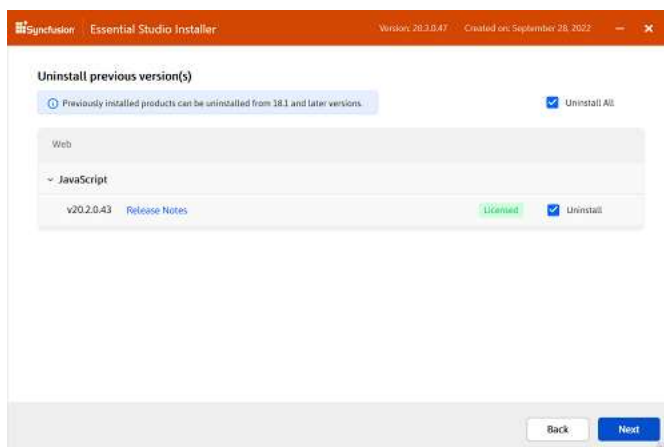 Syncfusion Essential Studio Installer Version: 20.3.0.47 Created on: September 28, 2022
Uninstall previous version(s)
Previously installed products can be uninstalled from 18.1 and later versions.
Uninstall All
Web
JavaScript
v20.2.0.43 Release Notes Licensed Uninstall
Back Next